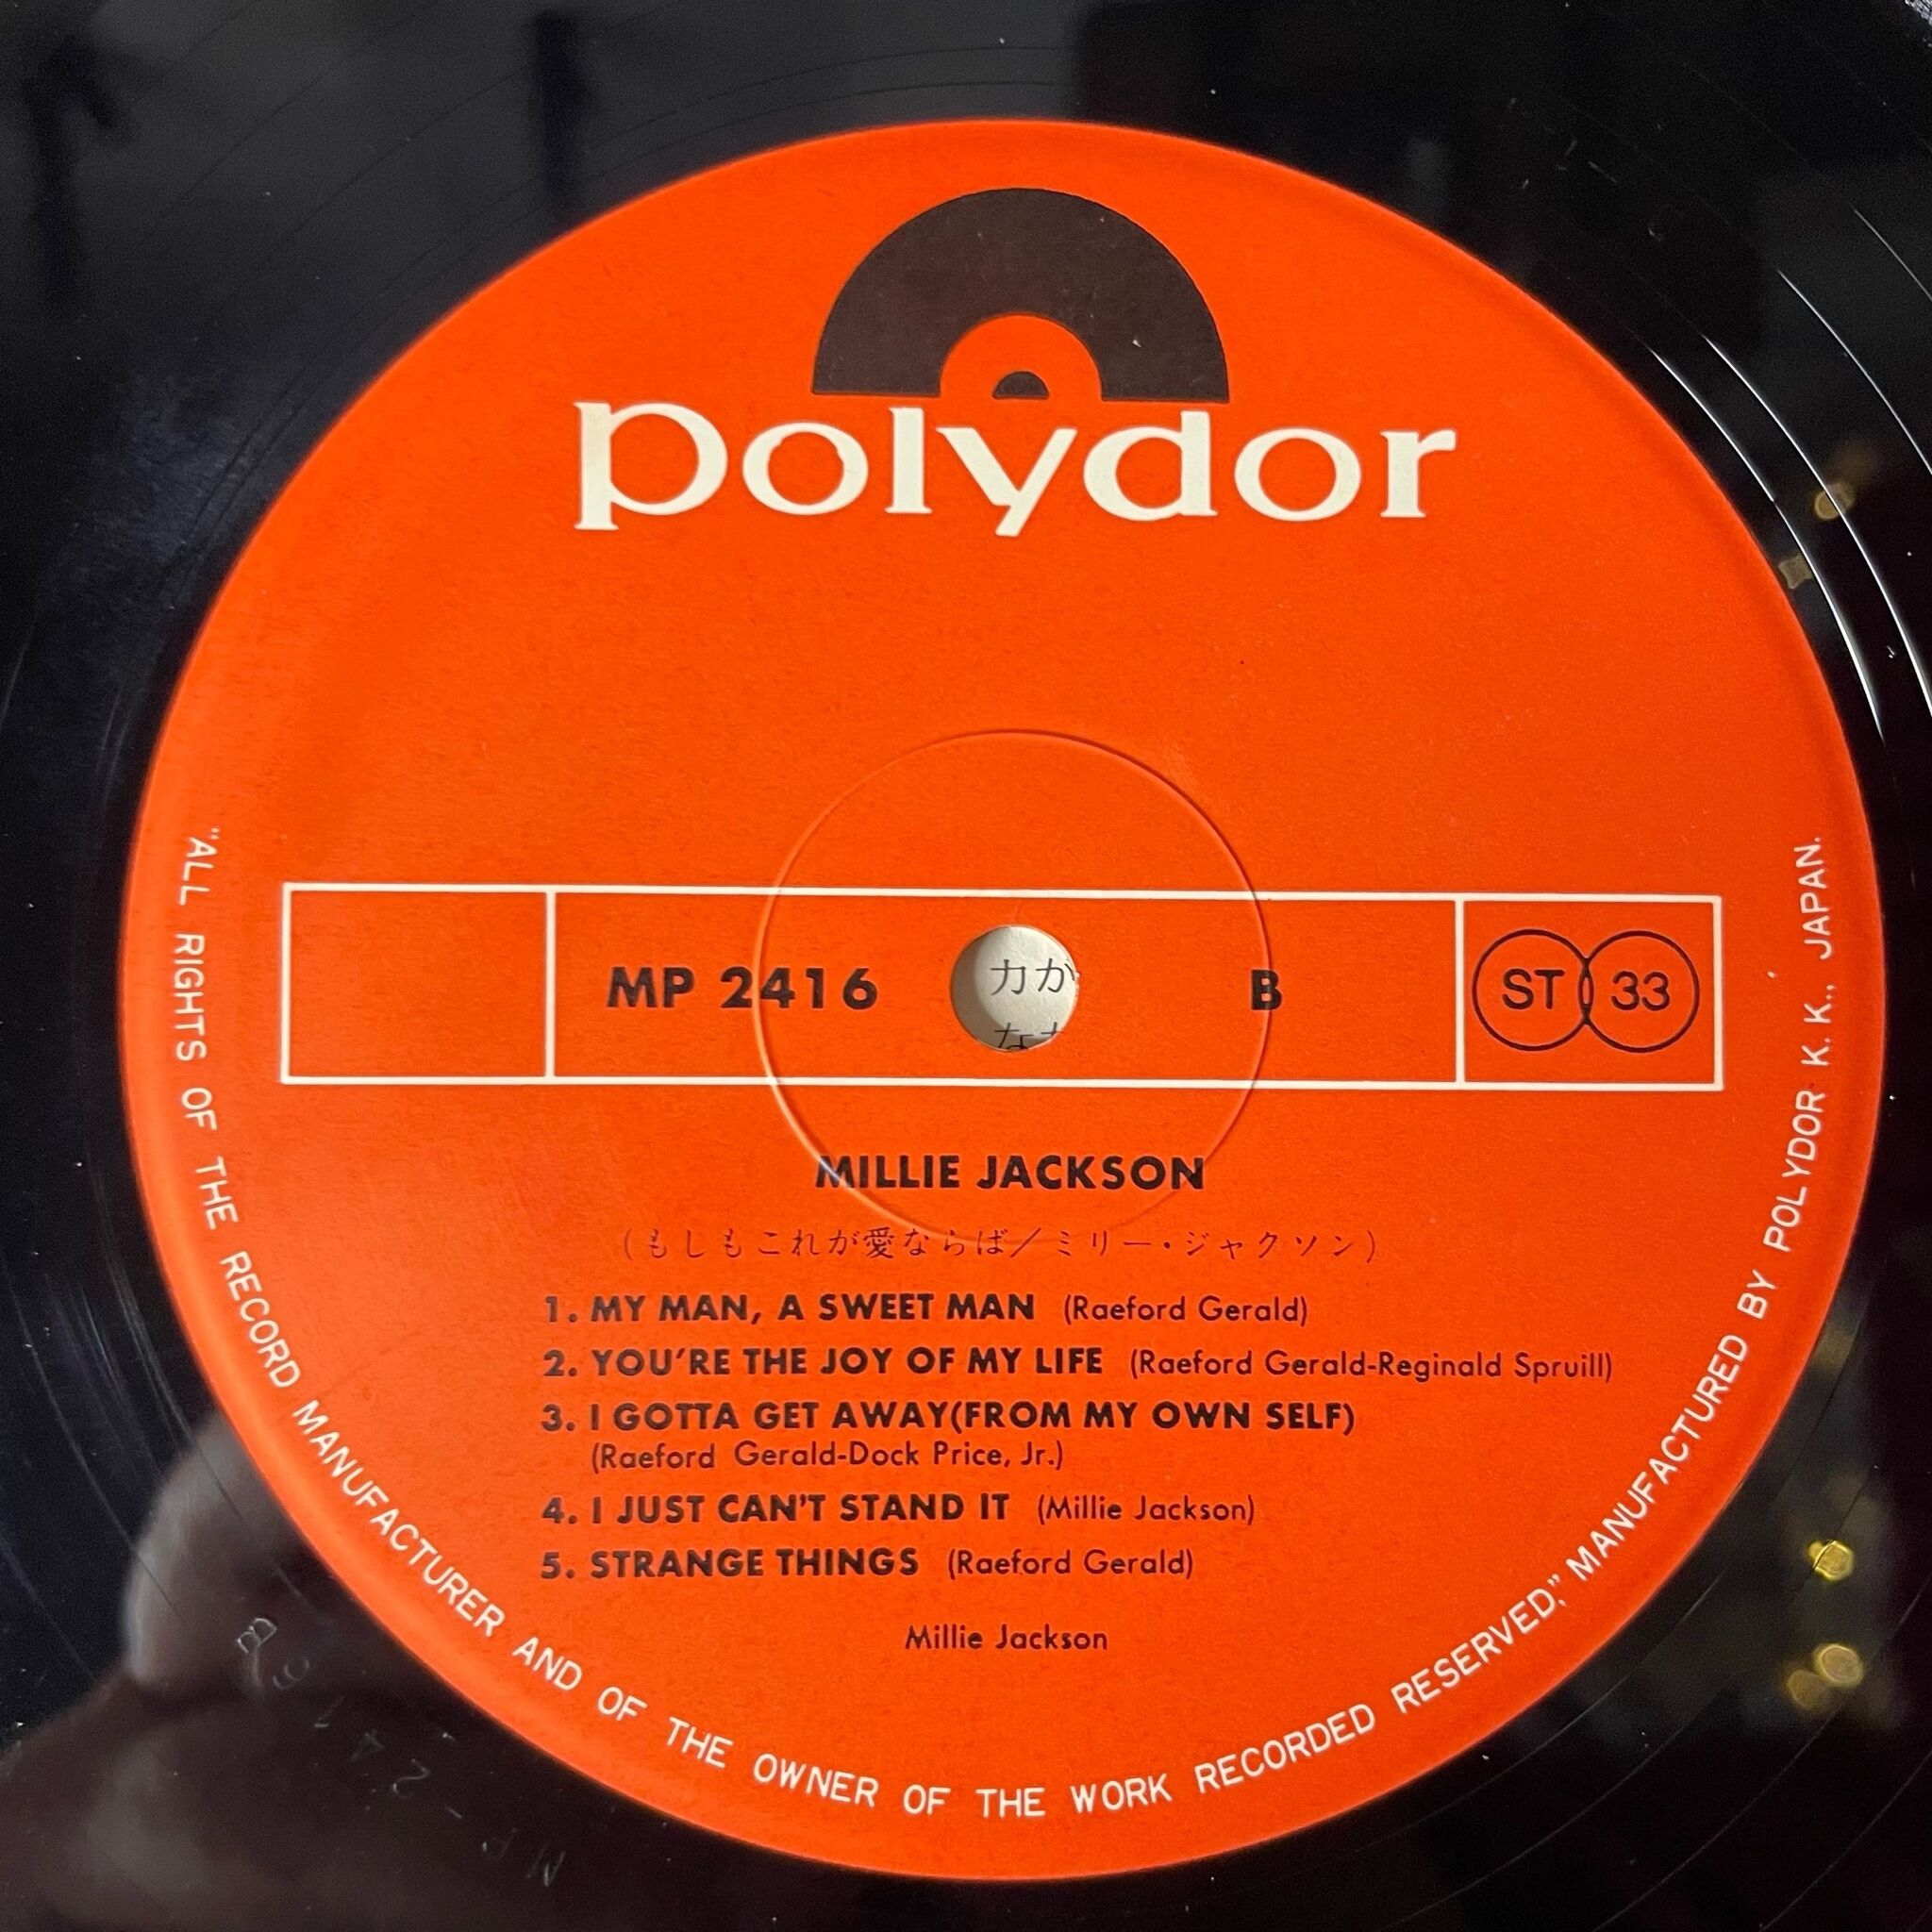 polydor
MP 2416
B
ST 33
力か
MILLIE JACKSON
(もしもこれが愛ならば／ミリー・ジャクソン)
1. MY MAN, A SWEET MAN (Raeford Gerald)
2. YOU'RE THE JOY OF MY LIFE (Raeford Gerald-Reginald Spruill)
3. I GOTTA GET AWAY(FROM MY OWN SELF)
(Raeford Gerald-Dock Price, Jr.)
4. I JUST CAN'T STAND IT (Millie Jackson)
5. STRANGE THINGS (Raeford Gerald)
Millie Jackson
"ALL RIGHTS OF THE RECORD MANUFACTURER AND OF THE OWNER OF THE WORK RECORDED RESERVED," MANUFACTURED BY POLYDOR K. K., JAPAN.